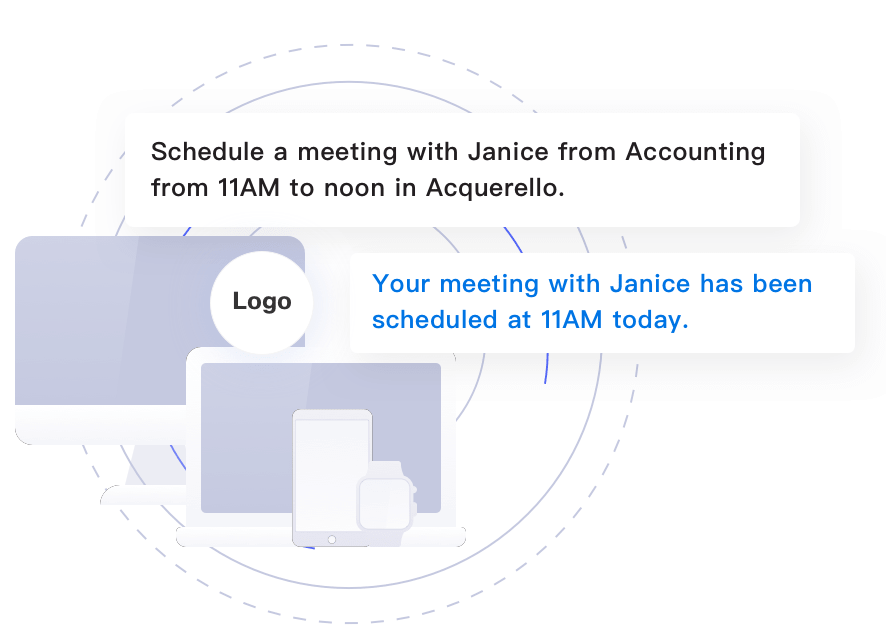 Schedule a meeting with Janice from Accounting
from 11AM to noon in Acquerello.
Your meeting with Janice has been
scheduled at 11AM today.
Logo